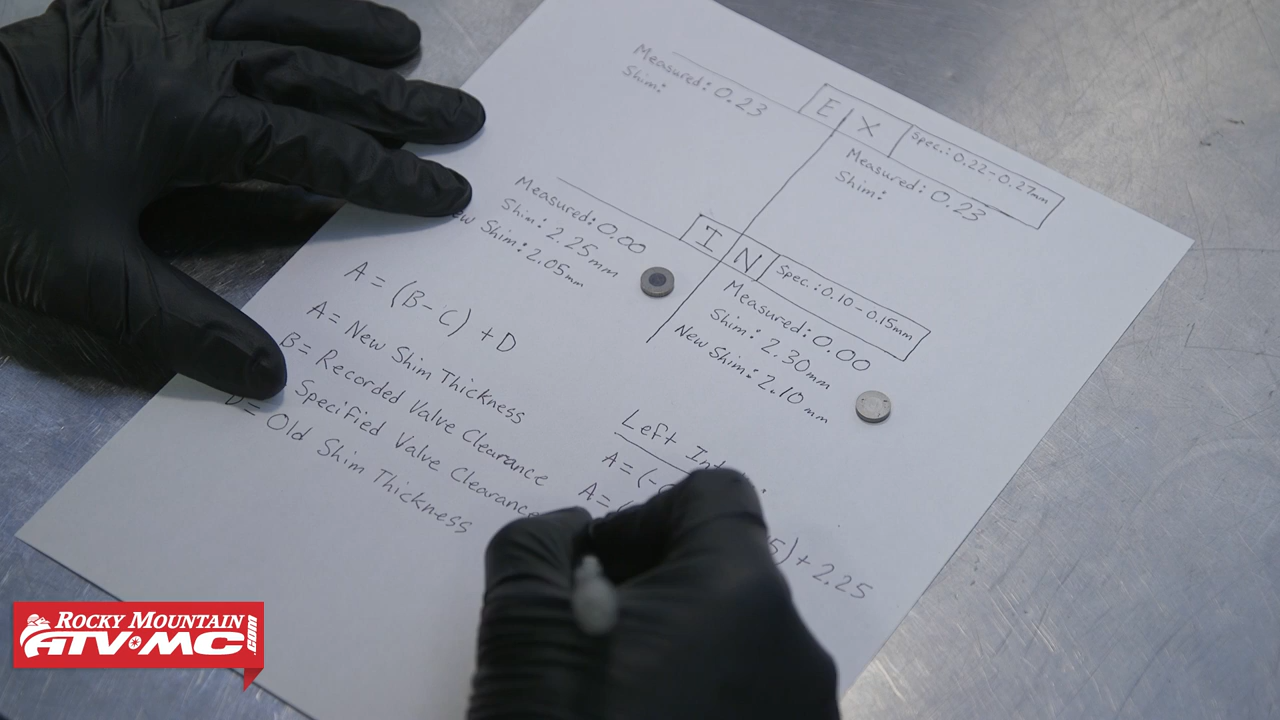 Measured: 0.23
Shim:
EX
Spec.: 0.22-0.27mm
Measured: 0.23
Shim:
Measured: 0.00
Shim: 2.25mm
Shim: 2.05mm
IN
Spec.: 0.10-0.15mm
Measured: 0.00
Shim: 2.30mm
New Shim: 2.10mm
A = (B-C) + D
A = New Shim Thickness
B = Recorded Valve Clearance
Specified Valve Clearance
D = Old Shim Thickness
Left
A = (-
A = (
5) + 2.25
ROCKY MOUNTAIN
ATV MC.com